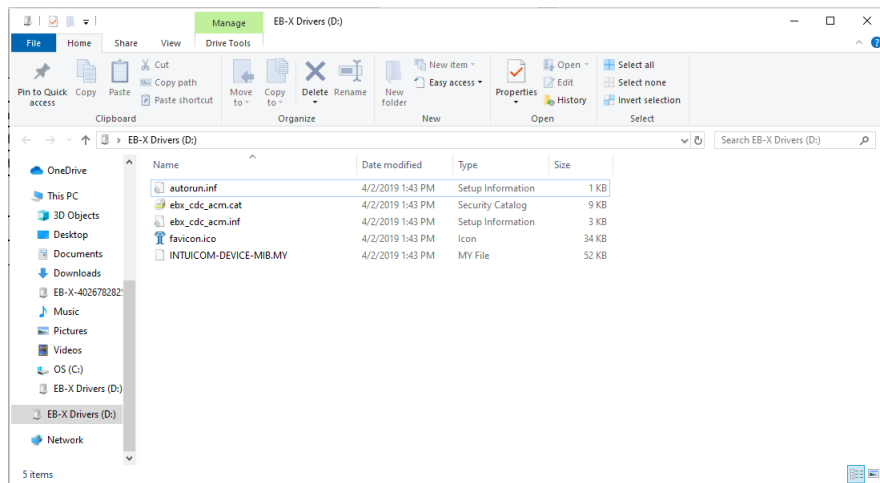 Manage
EB-X Drivers (D:)
File
Home
Share
View
Drive Tools
Pin to Quick access
Copy
Paste
Cut
Copy path
Paste shortcut
Clipboard
Move to
Copy to
Delete
Rename
Organize
New folder
New item
Easy access
New
Properties
Open
Edit
History
Open
Select all
Select none
Invert selection
Select
EB-X Drivers (D:)
Search EB-X Drivers (D:)
OneDrive
This PC
3D Objects
Desktop
Documents
Downloads
EB-X-402678282
Music
Pictures
Videos
OS (C:)
EB-X Drivers (D:)
EB-X Drivers (D:)
Network
Name Date modified Type Size
autorun.inf 4/2/2019 1:43 PM Setup Information 1 KB
ebx_cdc_acm.cat 4/2/2019 1:43 PM Security Catalog 9 KB
ebx_cdc_acm.inf 4/2/2019 1:43 PM Setup Information 3 KB
favicon.ico 4/2/2019 1:43 PM Icon 34 KB
INTUICOM-DEVICE-MIB.MY 4/2/2019 1:43 PM MY File 52 KB
5 items